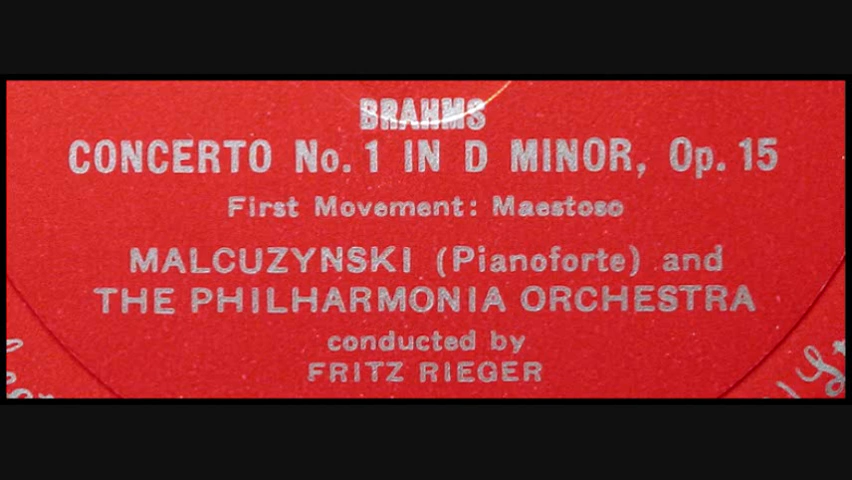 BRAHMS
CONCERTO No. 1 IN D MINOR, Op. 15
First Movement: Maestoso
MALCUZYNSKI (Pianoforte) and
THE PHILHARMONIA ORCHESTRA
conducted by
FRITZ RIEGER